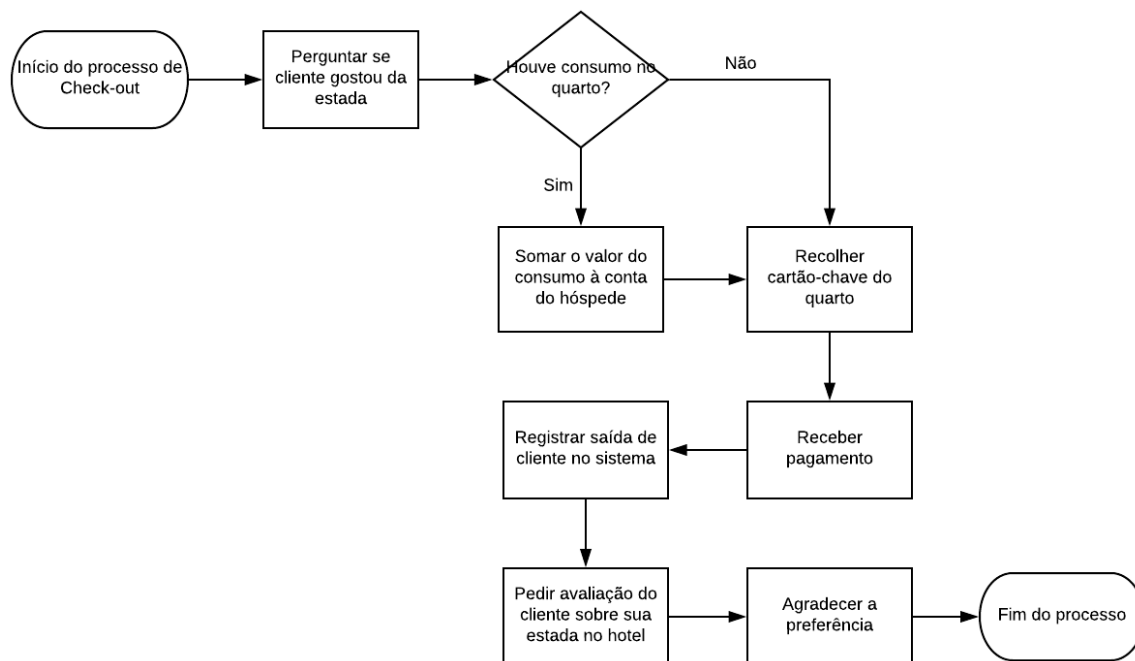 Início do processo de
Check-out
Perguntar se
cliente gostou da
estada
Houve consumo no
quarto?
Não
Sim
Somar o valor do
consumo à conta
do hóspede
Recolher
cartão-chave do
quarto
Receber
pagamento
Registrar saída de
cliente no sistema
Pedir avaliação do
cliente sobre sua
estada no hotel
Agradecer a
preferência
Fim do processo